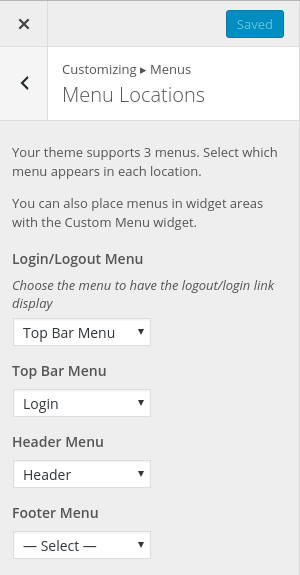 Saved
Customizing ▸ Menus
Menu Locations
Your theme supports 3 menus. Select which
menu appears in each location.
You can also place menus in widget areas
with the Custom Menu widget.
Login/Logout Menu
Choose the menu to have the logout/login link
display
Top Bar Menu
Top Bar Menu
Login
Header Menu
Header
Footer Menu
— Select —